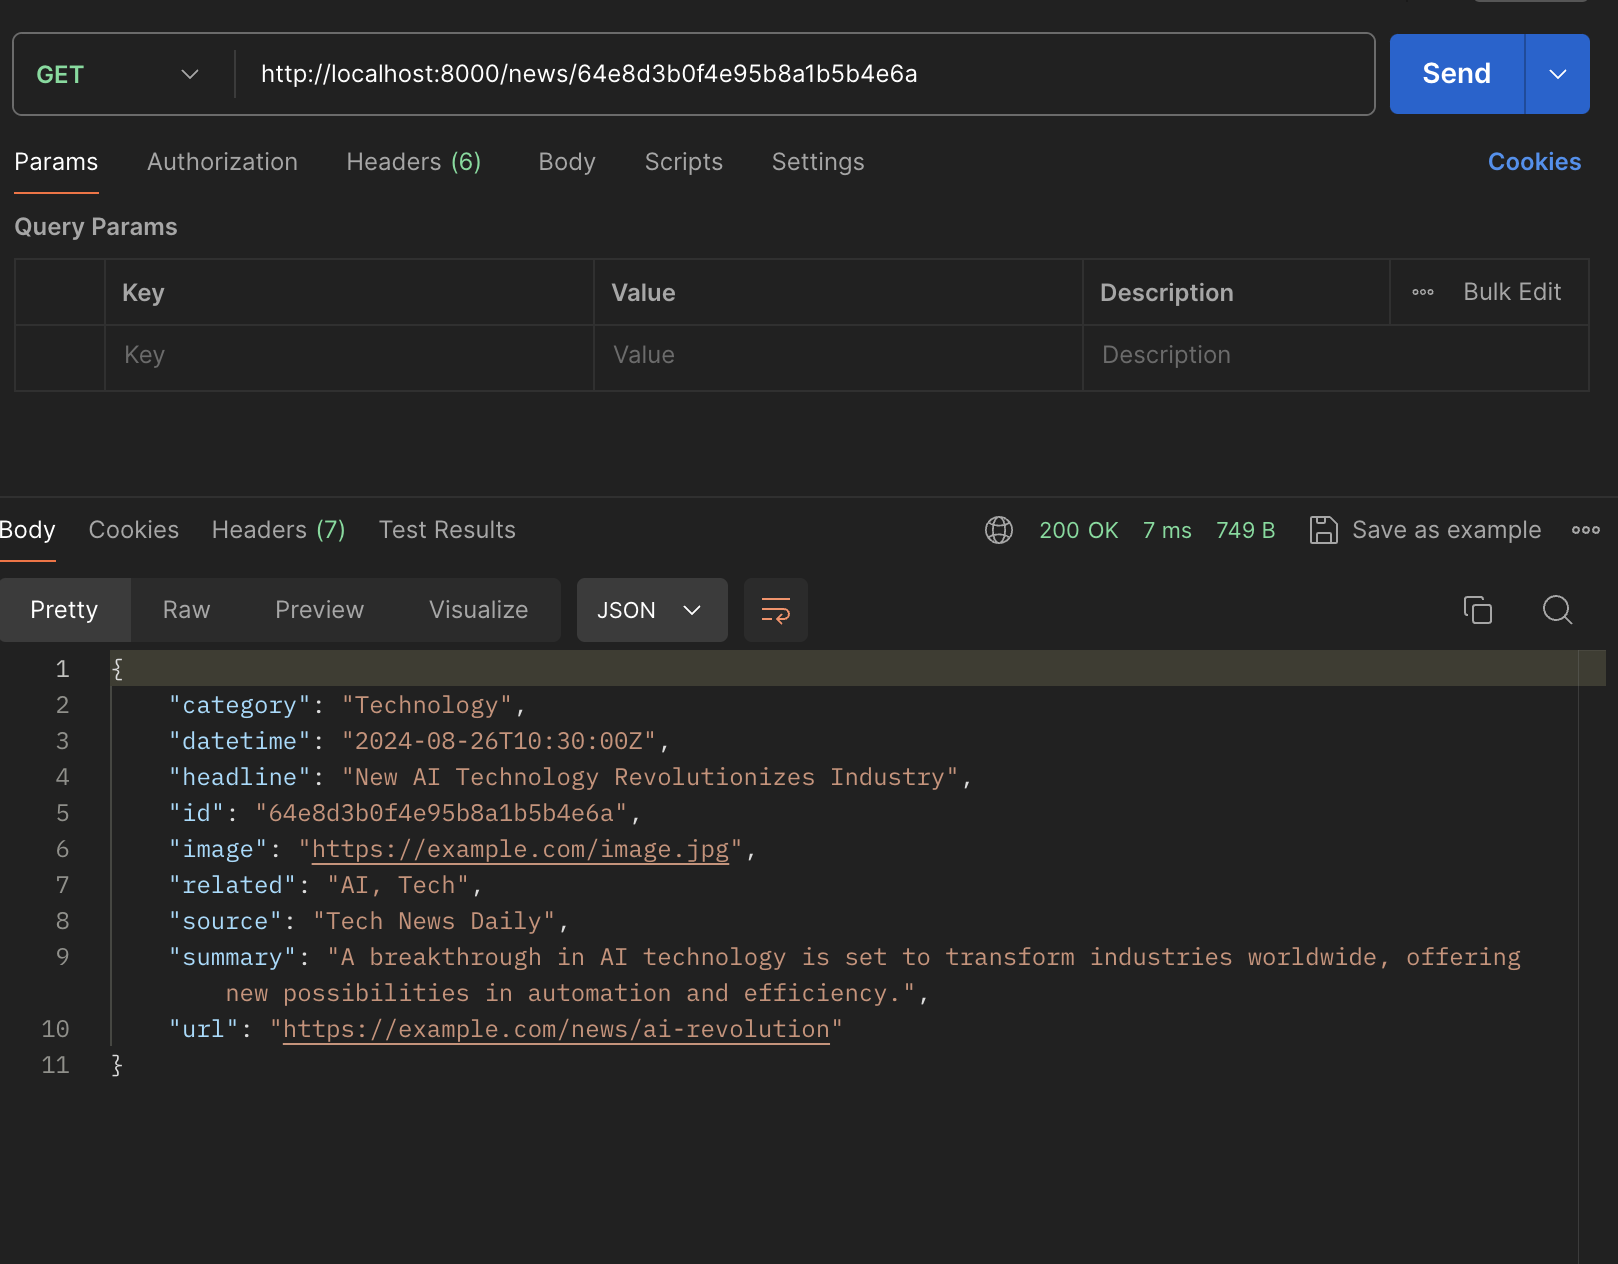 GET http://localhost:8000/news/64e8d3b0f4e95b8a1b5b4e6a Send
Params Authorization Headers (6) Body Scripts Settings Cookies
Query Params
Key Value Description Bulk Edit
Key Value Description
Body Cookies Headers (7) Test Results 200 OK 7 ms 749 B Save as example
Pretty Raw Preview Visualize JSON
1 {
2 "category": "Technology",
3 "datetime": "2024-08-26T10:30:00Z",
4 "headline": "New AI Technology Revolutionizes Industry",
5 "id": "64e8d3b0f4e95b8a1b5b4e6a",
6 "image": "https://example.com/image.jpg",
7 "related": "AI, Tech",
8 "source": "Tech News Daily",
9 "summary": "A breakthrough in AI technology is set to transform industries worldwide, offering
new possibilities in automation and efficiency.",
10 "url": "https://example.com/news/ai-revolution"
11 }